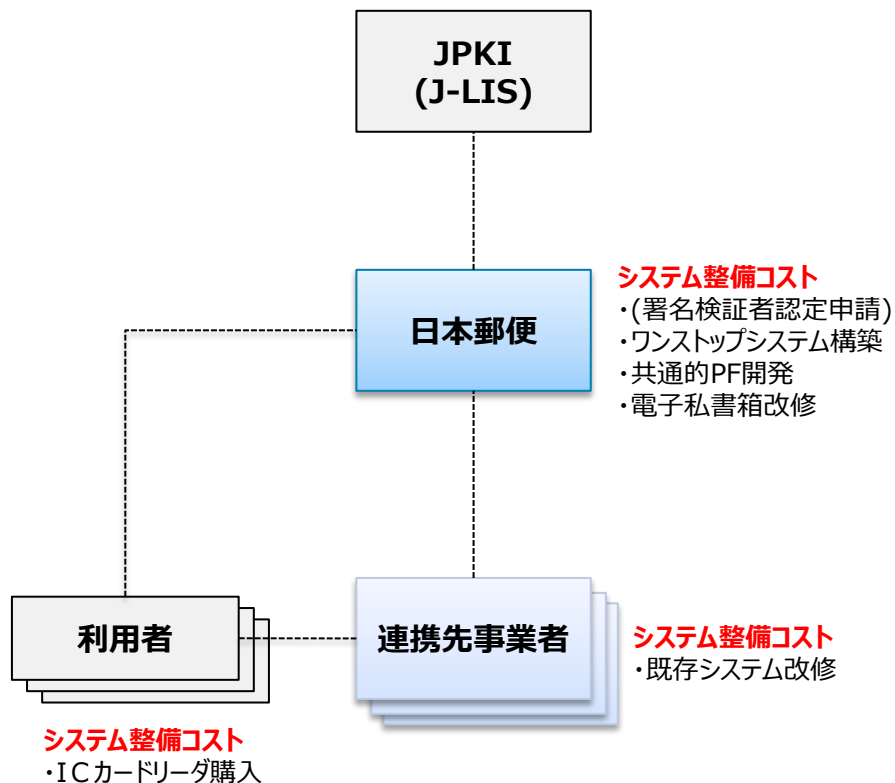 JPKI
(J-LIS)
日本郵便
システム整備コスト
・(署名検証者認定申請)
・ワンストップシステム構築
・共通的PF開発
・電子私書箱改修
利用者
連携先事業者
システム整備コスト
・既存システム改修
システム整備コスト
・ＩＣカードリーダ購入